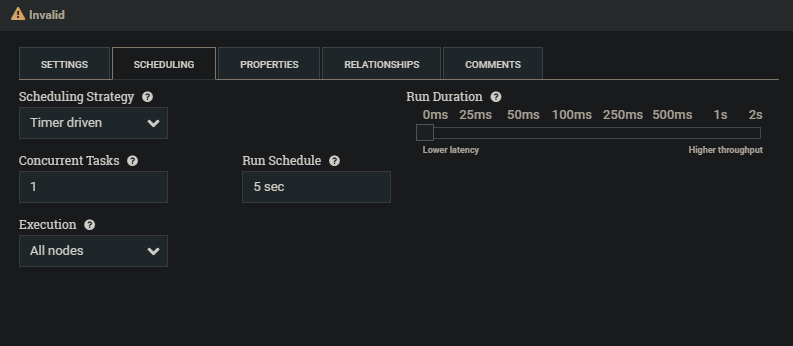 Invalid
SETTINGS SCHEDULING PROPERTIES RELATIONSHIPS COMMENTS
Scheduling Strategy ?
Timer driven
Run Duration ?
0ms 25ms 50ms 100ms 250ms 500ms 1s 2s
Lower latency Higher throughput
Concurrent Tasks ?
1
Run Schedule ?
5 sec
Execution ?
All nodes